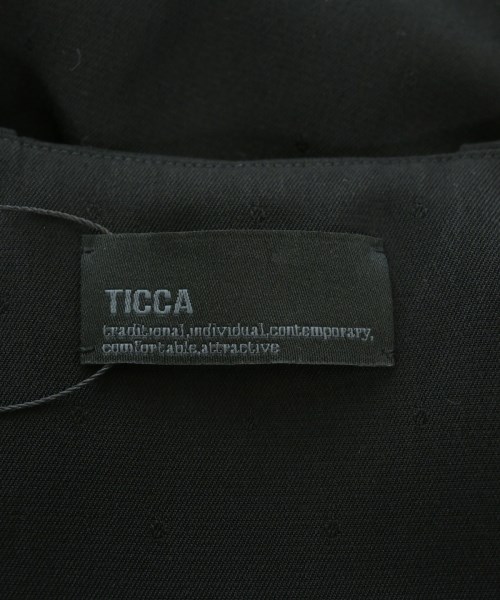 TICCA
traditional,individual,contemporary,
comfortable,attractive